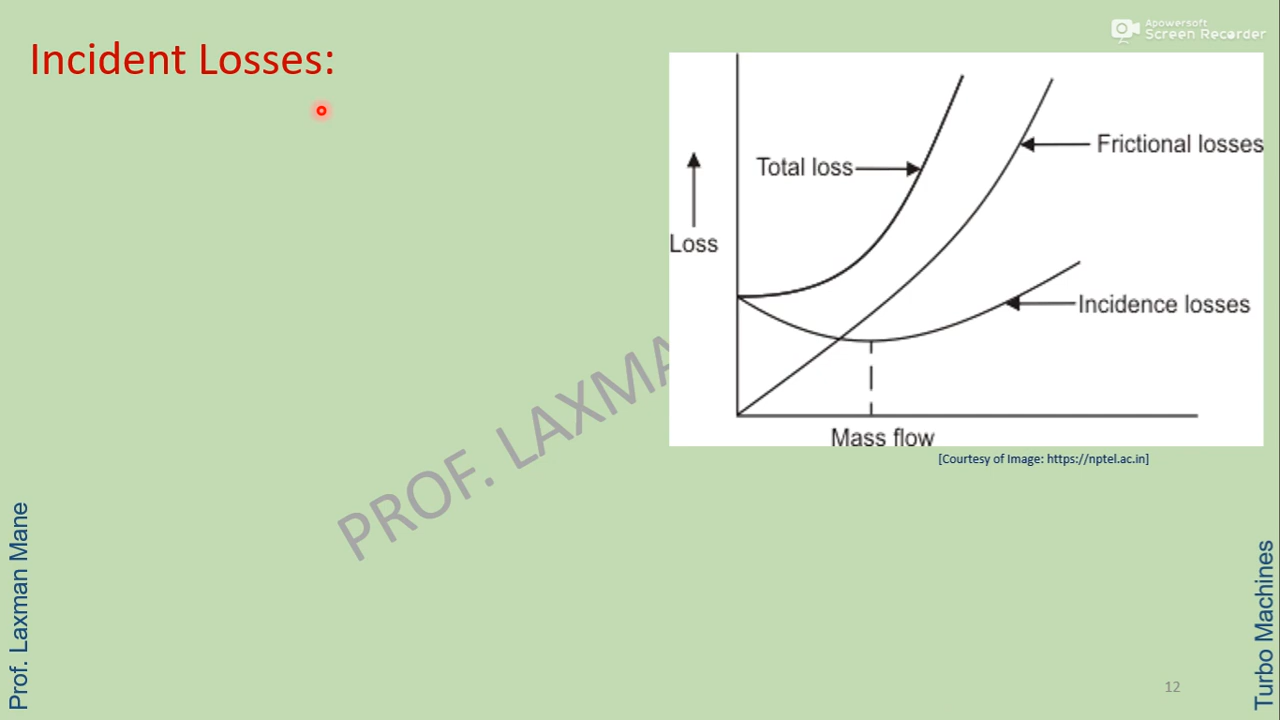 Apowersoft
Screen Recorder
Incident Losses:
Frictional losses
Total loss
Loss
Incidence losses
Mass flow
[Courtesy of Image: https://nptel.ac.in]
PROF. LAXMA
Prof. Laxman Mane
Turbo Machines
12